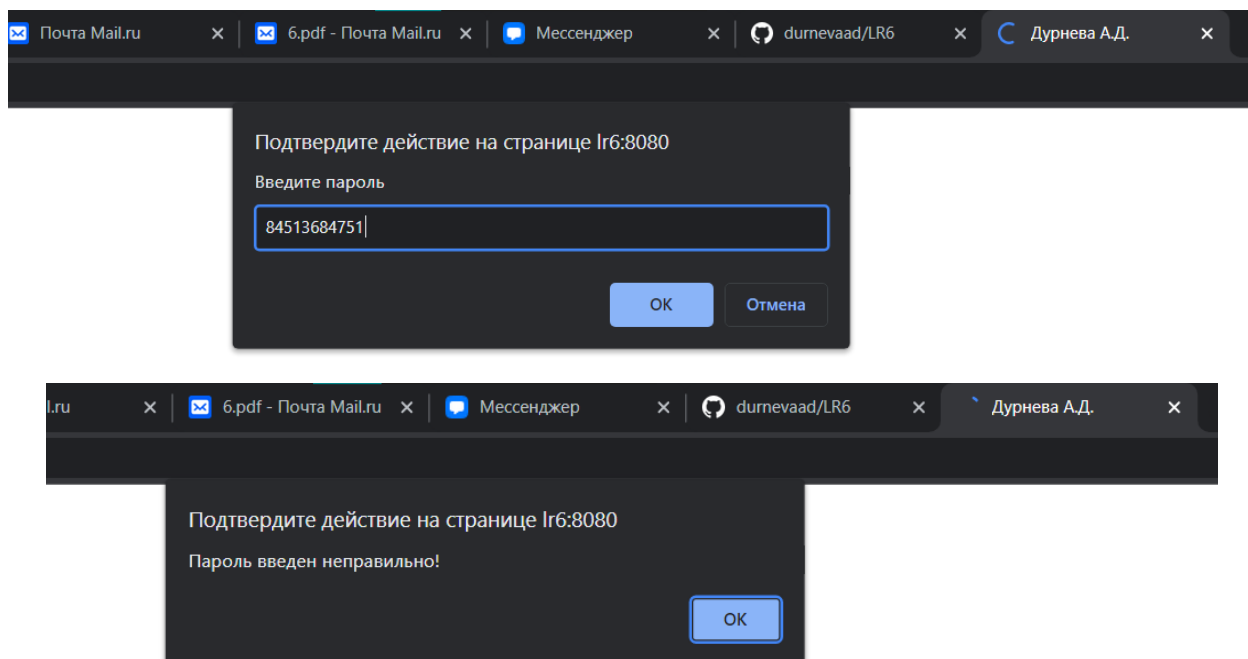 Почта Mail.ru 6.pdf - Почта Mail.ru Мессенджер durnevaad/LR6 Дурнева А.Д.
Подтвердите действие на странице lr6:8080
Введите пароль
84513684751
ОК Отмена
l.ru 6.pdf - Почта Mail.ru Мессенджер durnevaad/LR6 Дурнева А.Д.
Подтвердите действие на странице lr6:8080
Пароль введен неправильно!
ОК